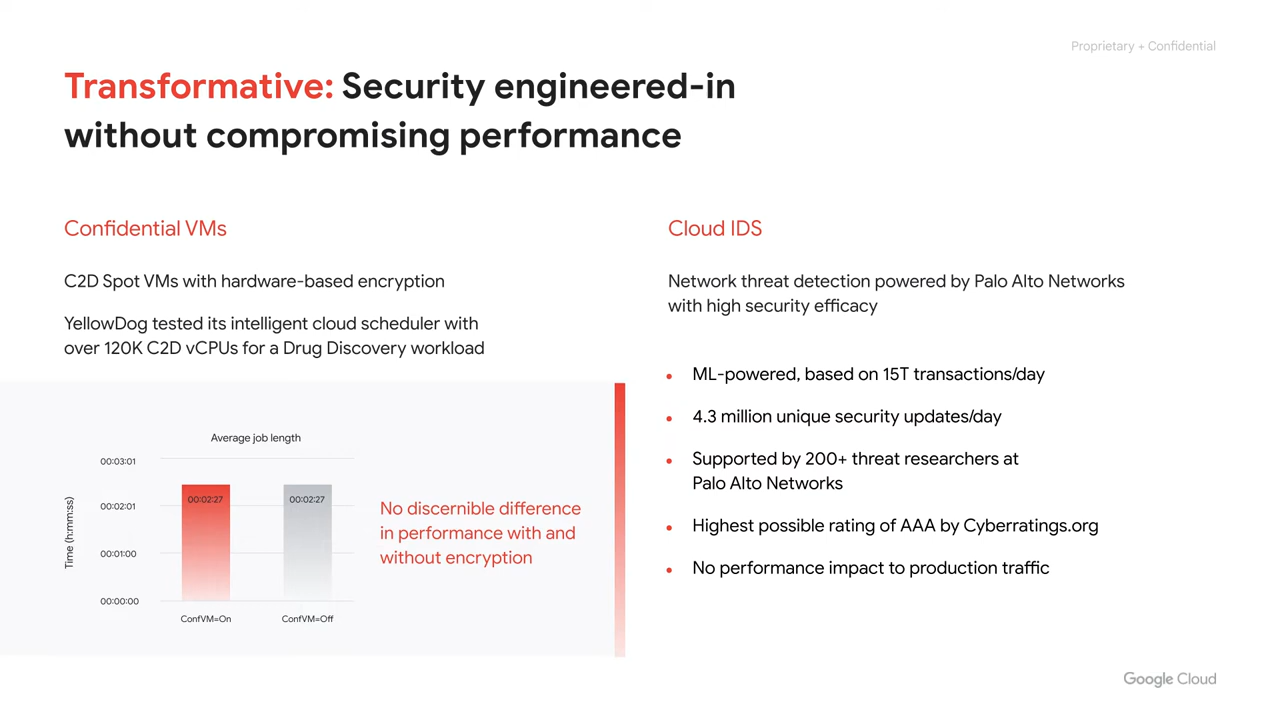 Proprietary + Confidential
Transformative: Security engineered-in
without compromising performance
Confidential VMs
C2D Spot VMs with hardware-based encryption
YellowDog tested its intelligent cloud scheduler with
over 120K C2D vCPUs for a Drug Discovery workload
Average job length
Time (h:mm:ss)
00:03:01
00:02:01
00:01:00
00:00:00
00:02:27
00:02:27
ConfVM=On
ConfVM=Off
No discernible difference
in performance with and
without encryption
Cloud IDS
Network threat detection powered by Palo Alto Networks
with high security efficacy
• ML-powered, based on 15T transactions/day
• 4.3 million unique security updates/day
• Supported by 200+ threat researchers at
Palo Alto Networks
• Highest possible rating of AAA by Cyberratings.org
• No performance impact to production traffic
Google Cloud